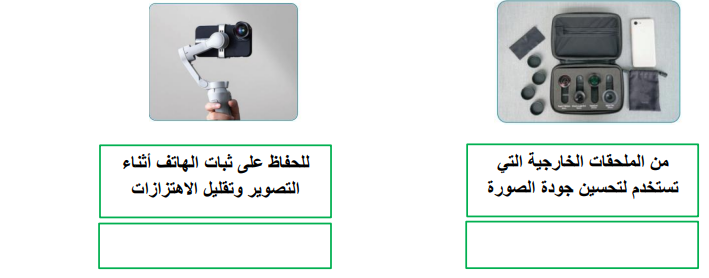 من الملحقات الخارجية التي
تستخدم لتحسين جودة الصورة
للحفاظ على ثبات الهاتف أثناء
التصوير وتقليل الاهتزازات